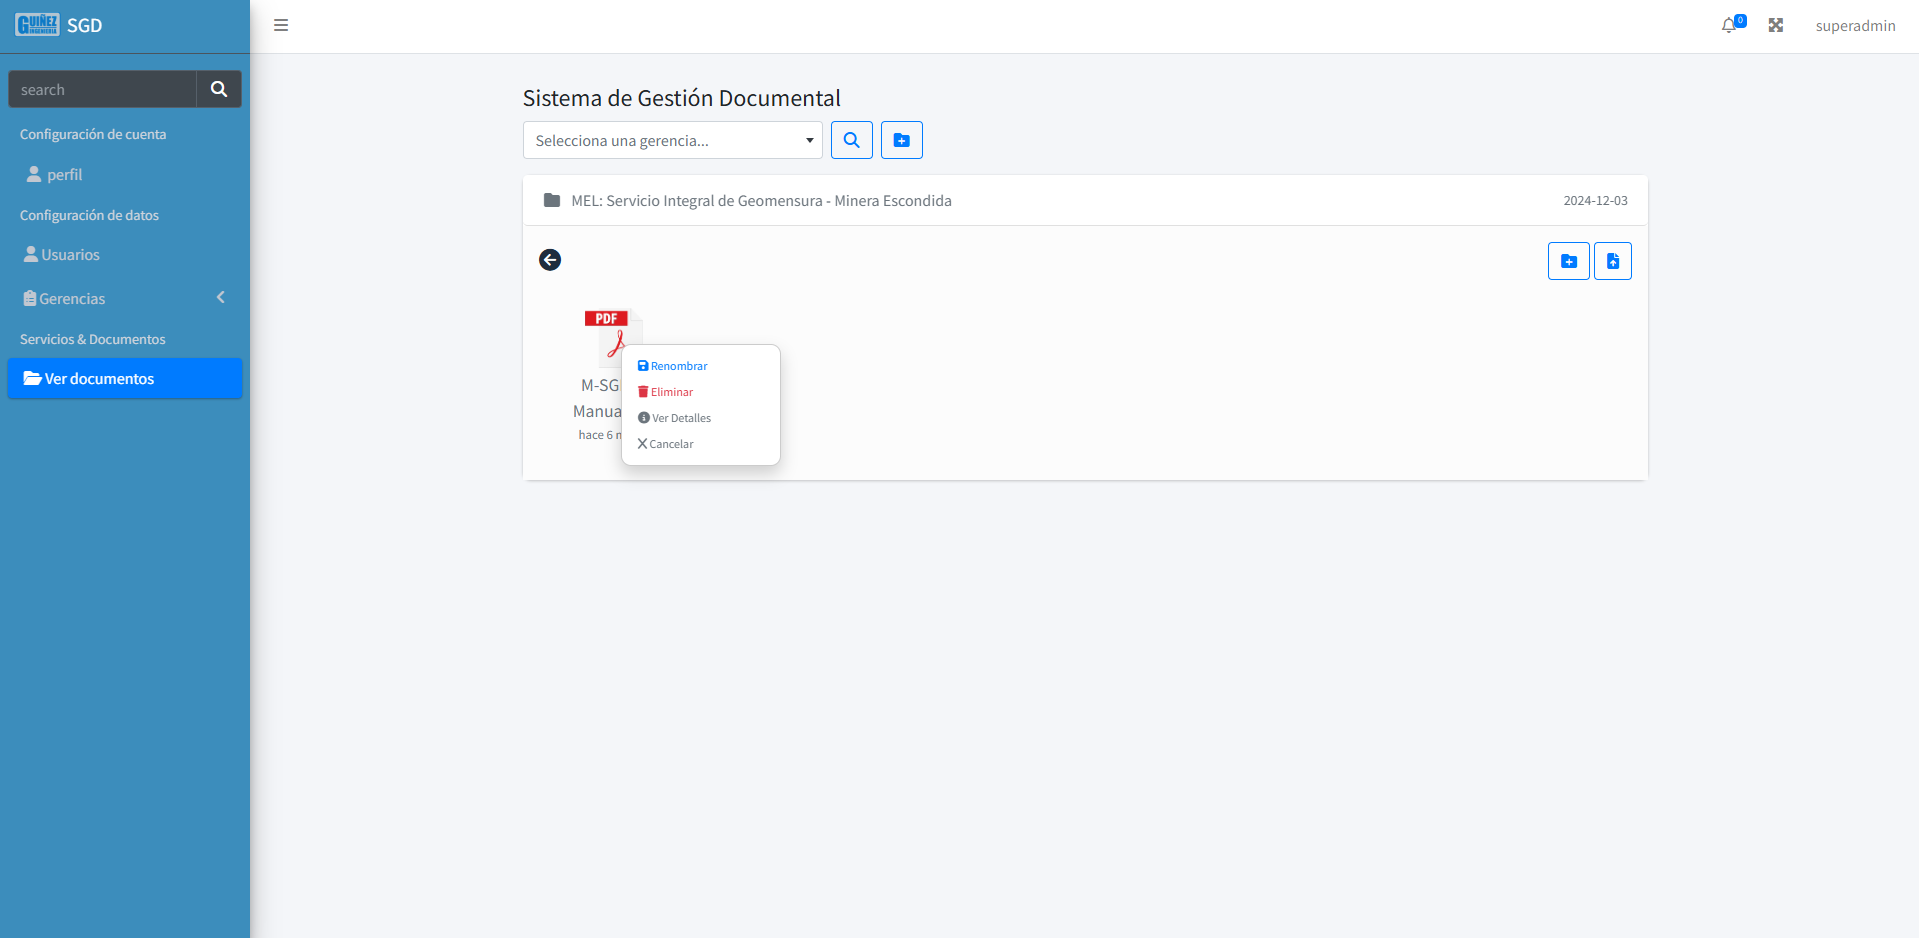 GUIÑEZ
INGENIERÍA
SGD
0
superadmin
search
Configuración de cuenta
perfil
Configuración de datos
Usuarios
Gerencias
Servicios & Documentos
Ver documentos
Sistema de Gestión Documental
Selecciona una gerencia...
MEL: Servicio Integral de Geomensura - Minera Escondida
2024-12-03
PDF
Renombrar
Eliminar
Ver Detalles
Cancelar
hace 6